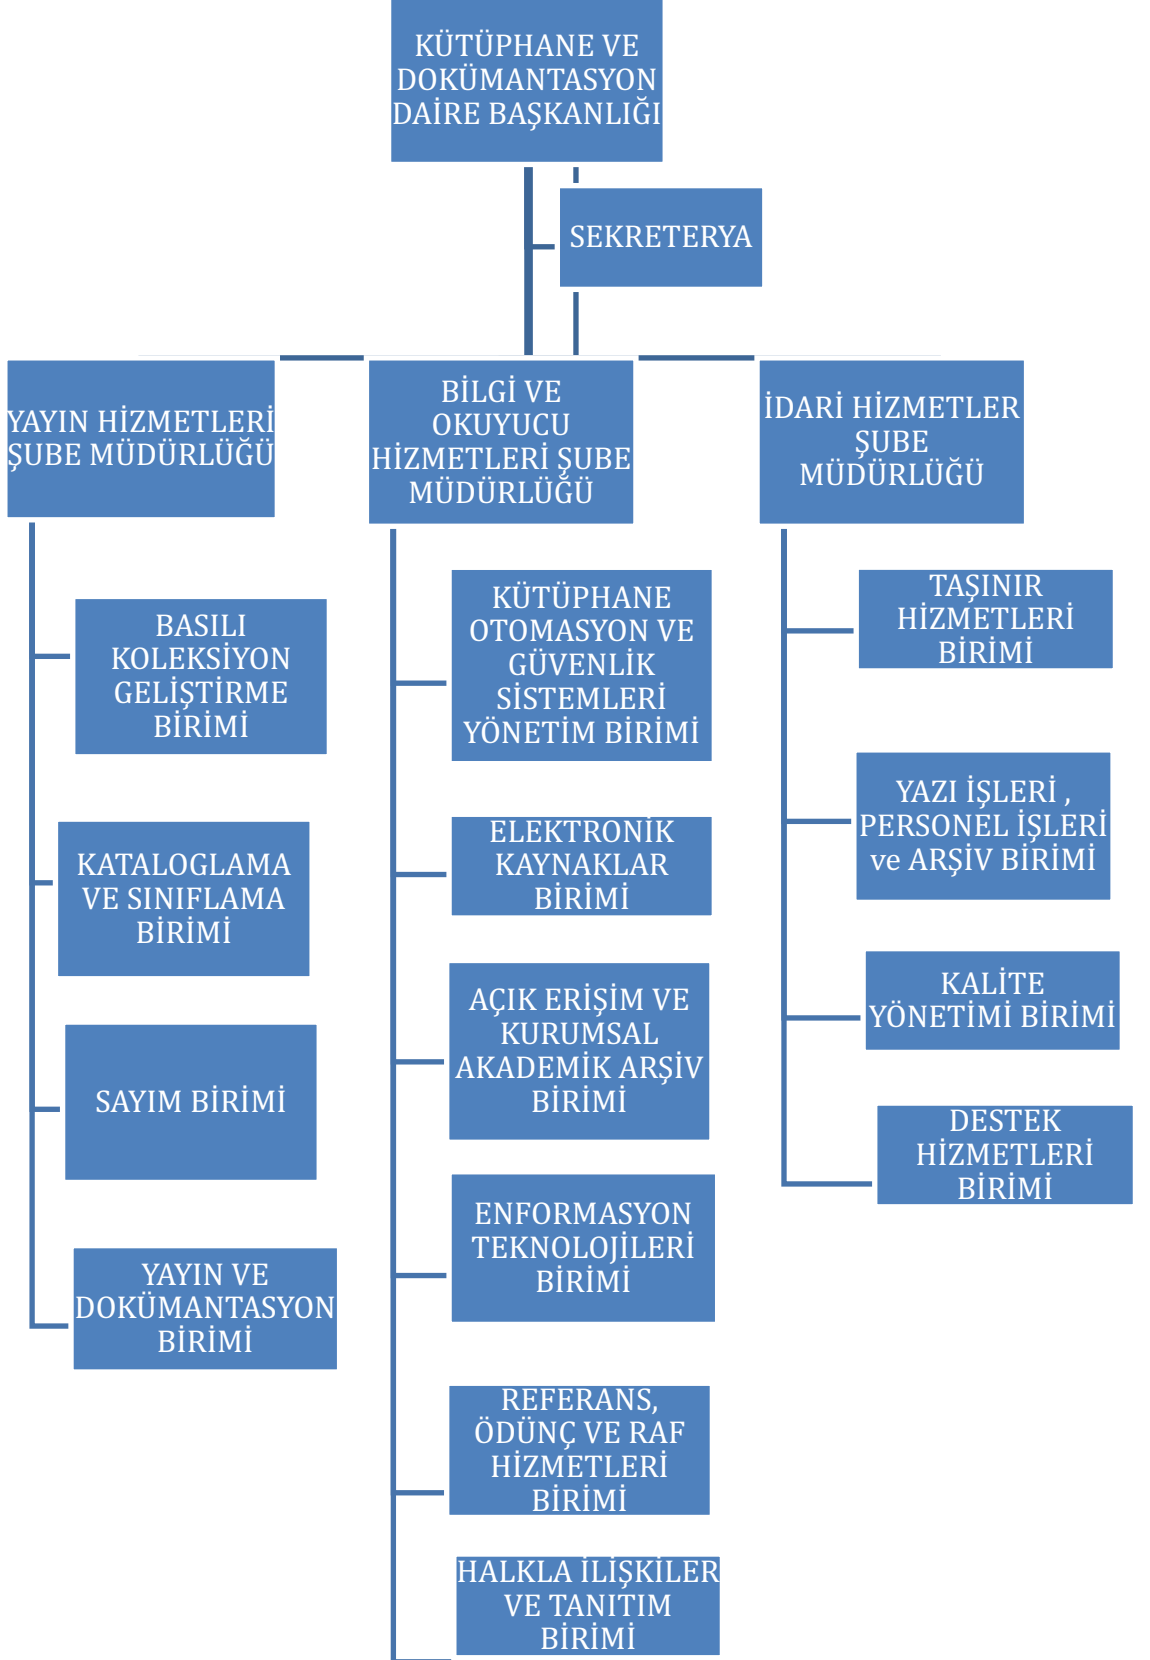 KÜTÜPHANE VE
DOKÜMANTASYON
DAİRE BAŞKANLIĞI
SEKRETERYA
YAYIN HİZMETLERİ
ŞUBE MÜDÜRLÜĞÜ
BASILI
KOLEKSİYON
GELİŞTİRME
BİRİMİ
KATALOGLAMA
VE SINIFLAMA
BİRİMİ
SAYIM BİRİMİ
YAYIN VE
DOKÜMANTASYON
BİRİMİ
BİLGİ VE
OKUYUCU
HİZMETLERİ ŞUBE
MÜDÜRLÜĞÜ
KÜTÜPHANE
OTOMASYON VE
GÜVENLİK
SİSTEMLERİ
YÖNETİM BİRİMİ
ELEKTRONİK
KAYNAKLAR
BİRİMİ
AÇIK ERİŞİM VE
KURUMSAL
AKADEMİK ARŞİV
BİRİMİ
ENFORMASYON
TEKNOLOJİLERİ
BİRİMİ
REFERANS,
ÖDÜNÇ VE RAF
HİZMETLERİ
BİRİMİ
HALKLA İLİŞKİLER
VE TANITIM
BİRİMİ
İDARİ HİZMETLER
ŞUBE
MÜDÜRLÜĞÜ
TAŞINIR
HİZMETLERİ
BİRİMİ
YAZI İŞLERİ ,
PERSONEL İŞLERİ
ve ARŞİV BİRİMİ
KALİTE
YÖNETİMİ BİRİMİ
DESTEK
HİZMETLERİ
BİRİMİ